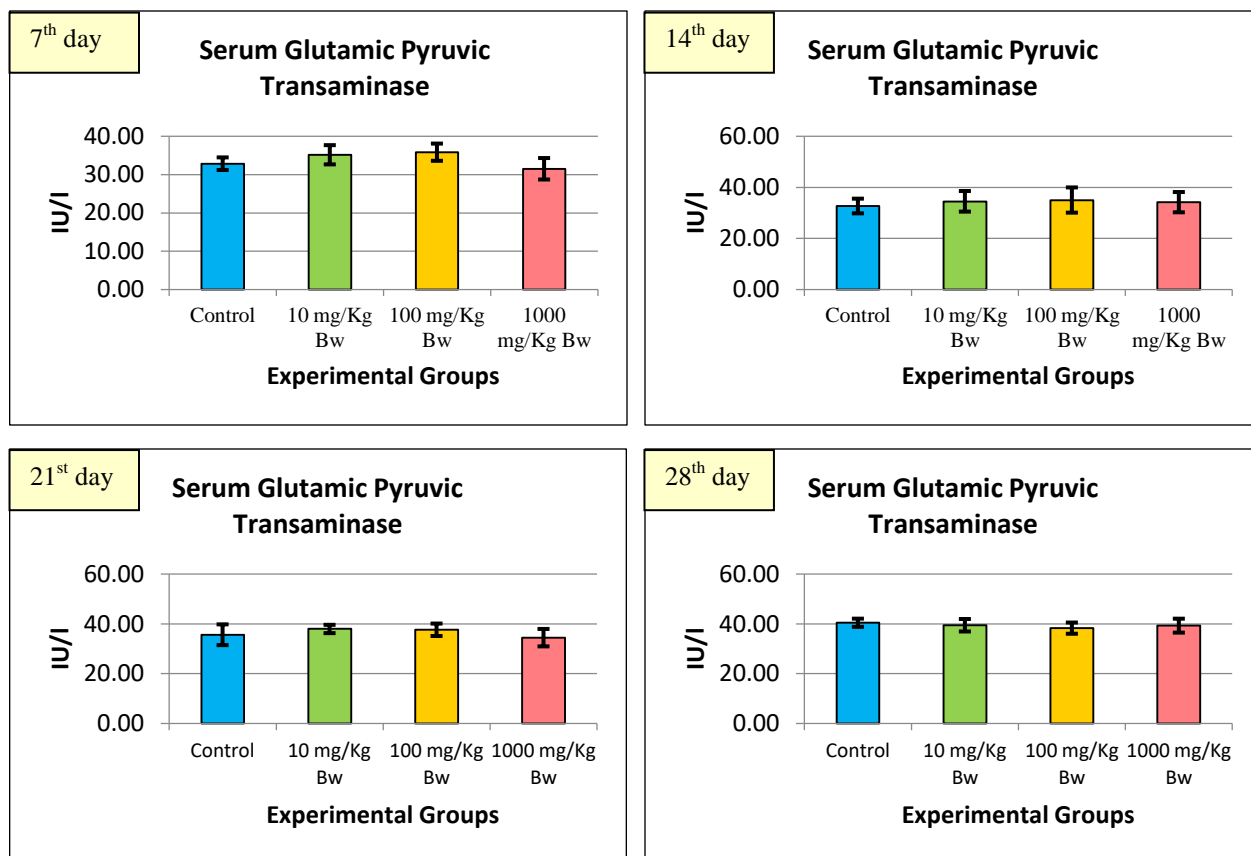 7th day
Serum Glutamic Pyruvic
Transaminase
40.00
30.00
20.00
10.00
0.00
IU/l
Control
10 mg/Kg
Bw
100 mg/Kg
Bw
1000
mg/Kg Bw
Experimental Groups
14th day
Serum Glutamic Pyruvic
Transaminase
60.00
40.00
20.00
0.00
IU/l
Control
10 mg/Kg
Bw
100 mg/Kg
Bw
1000
mg/Kg Bw
Experimental Groups
21st day
Serum Glutamic Pyruvic
Transaminase
60.00
40.00
20.00
0.00
IU/l
Control
10 mg/Kg
Bw
100 mg/Kg
Bw
1000 mg/Kg
Bw
Experimental Groups
28th day
Serum Glutamic Pyruvic
Transaminase
60.00
40.00
20.00
0.00
IU/l
Control
10 mg/Kg
Bw
100 mg/Kg
Bw
1000 mg/Kg
Bw
Experimental Groups